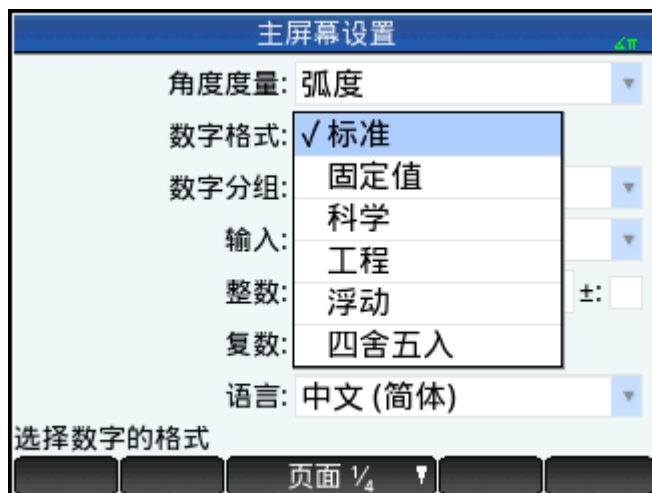 主屏幕设置 ∡π
角度度量: 弧度
数字格式: √标准
固定值
数字分组:
科学
输入:
工程
整数: 浮动 ±:
复数: 四舍五入
语言: 中文 (简体)
选择数字的格式
页面 ¼